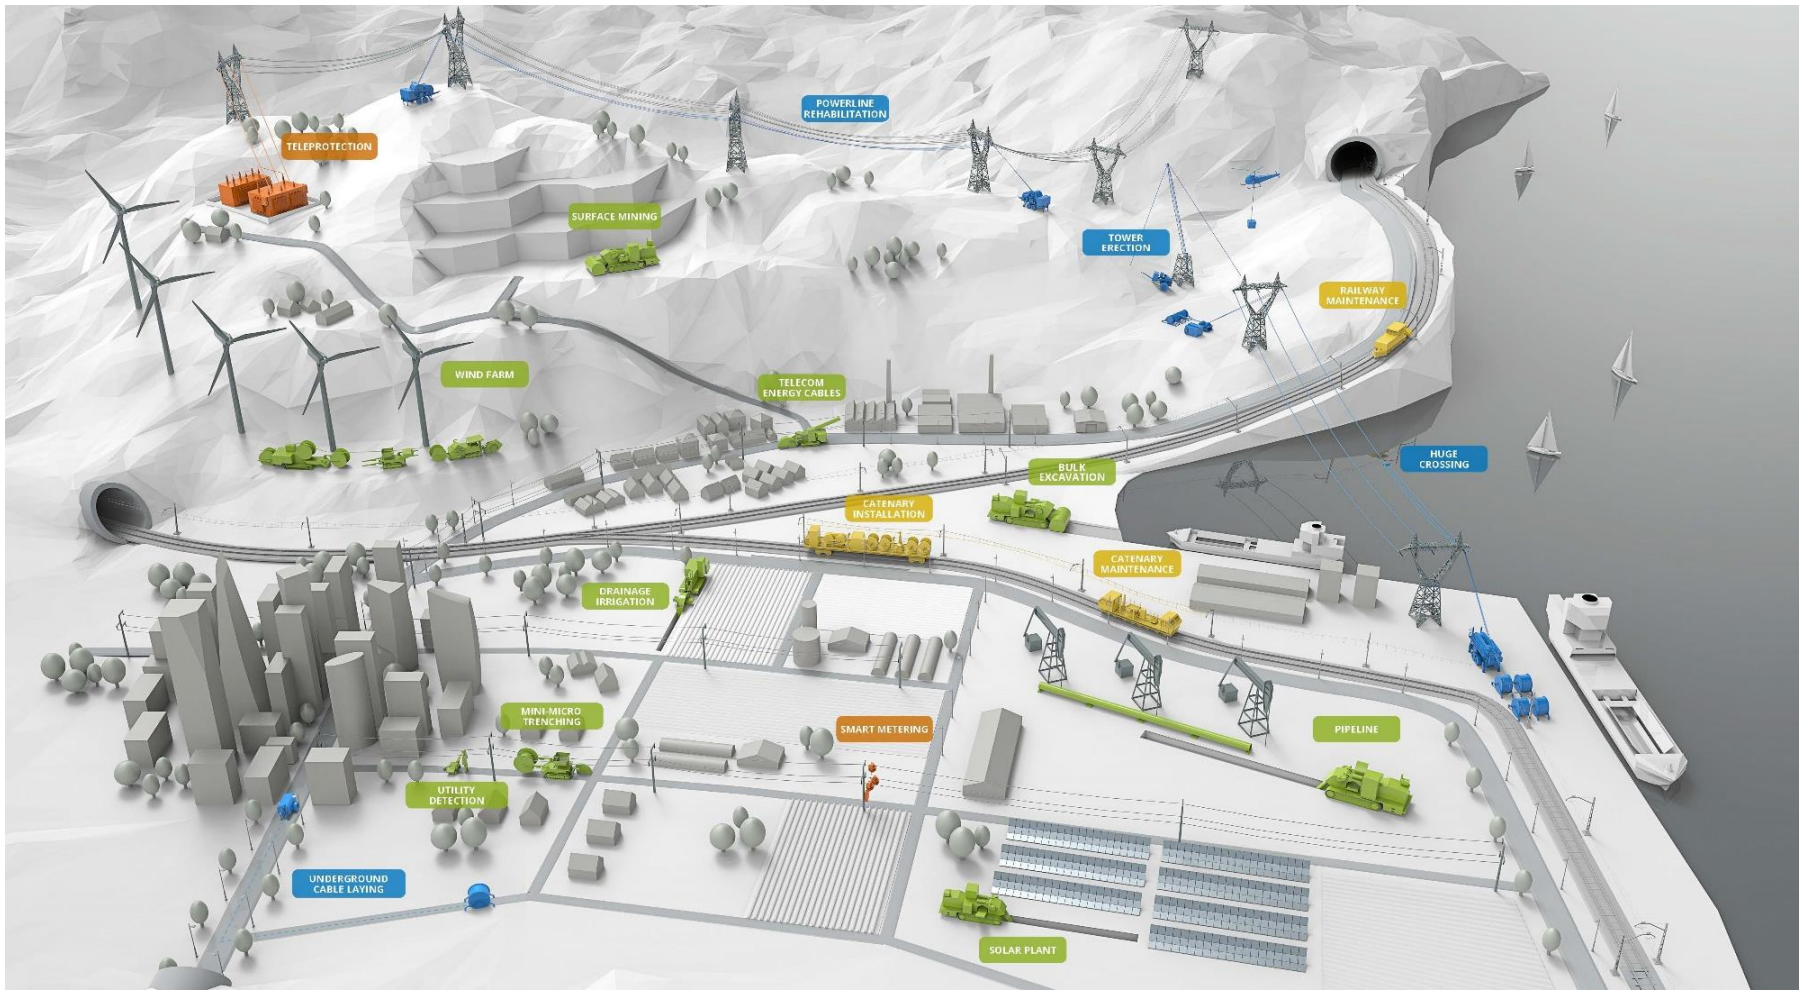 POWERLINE
REHABILITATION
TELEPROTECTION
SURFACE MINING
TOWER
ERECTION
RAILWAY
MAINTENANCE
WIND FARM
TELECOM
ENERGY CABLES
HUGE
CROSSING
BULK
EXCAVATION
CATENARY
INSTALLATION
CATENARY
MAINTENANCE
DRAINAGE
IRRIGATION
MINI-MICRO
TRENCHING
SMART METERING
PIPELINE
UTILITY
DETECTION
UNDERGROUND
CABLE LAYING
SOLAR PLANT